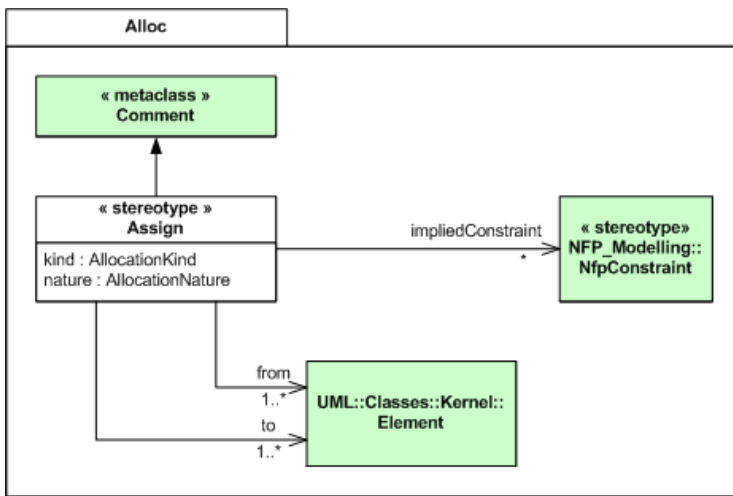 Alloc
« metaclass »
Comment
« stereotype »
Assign
kind : AllocationKind
nature : AllocationNature
impliedConstraint
*
« stereotype»
NFP_Modelling::
NfpConstraint
from
1..*
to
1..*
UML::Classes::Kernel::
Element